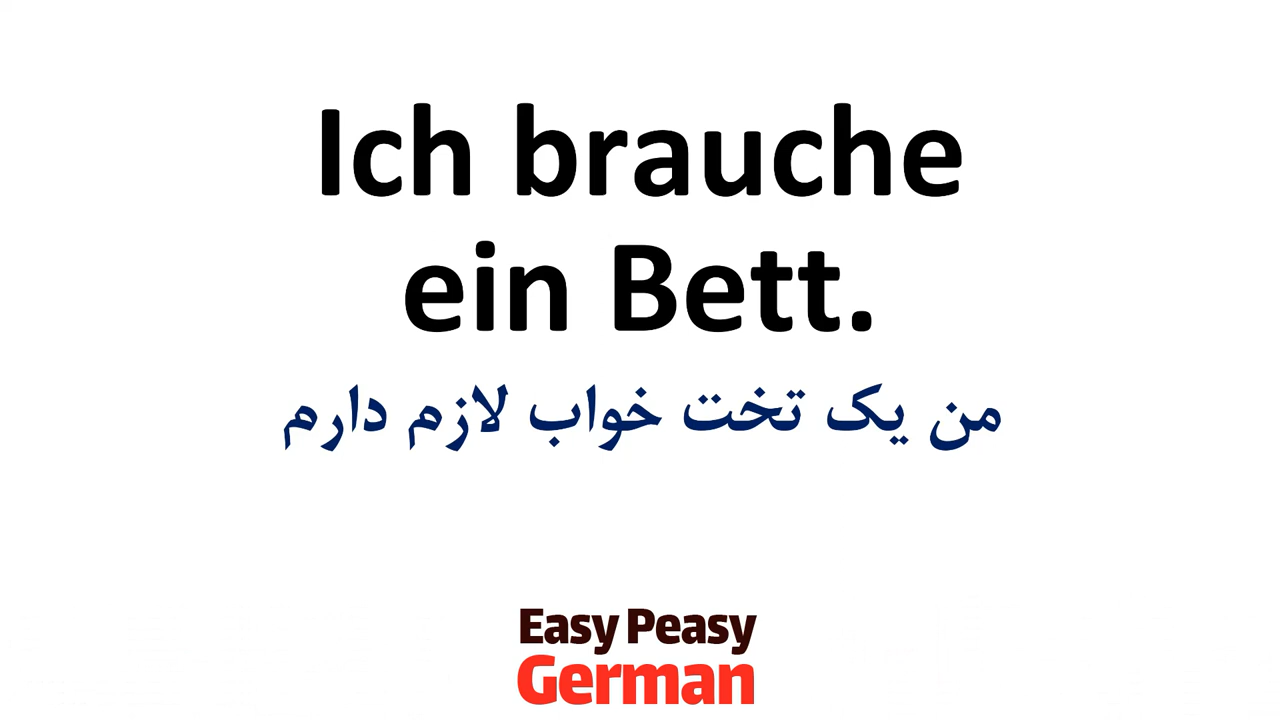 Ich brauche
ein Bett.
من یک تخت خواب لازم دارم
Easy Peasy
German